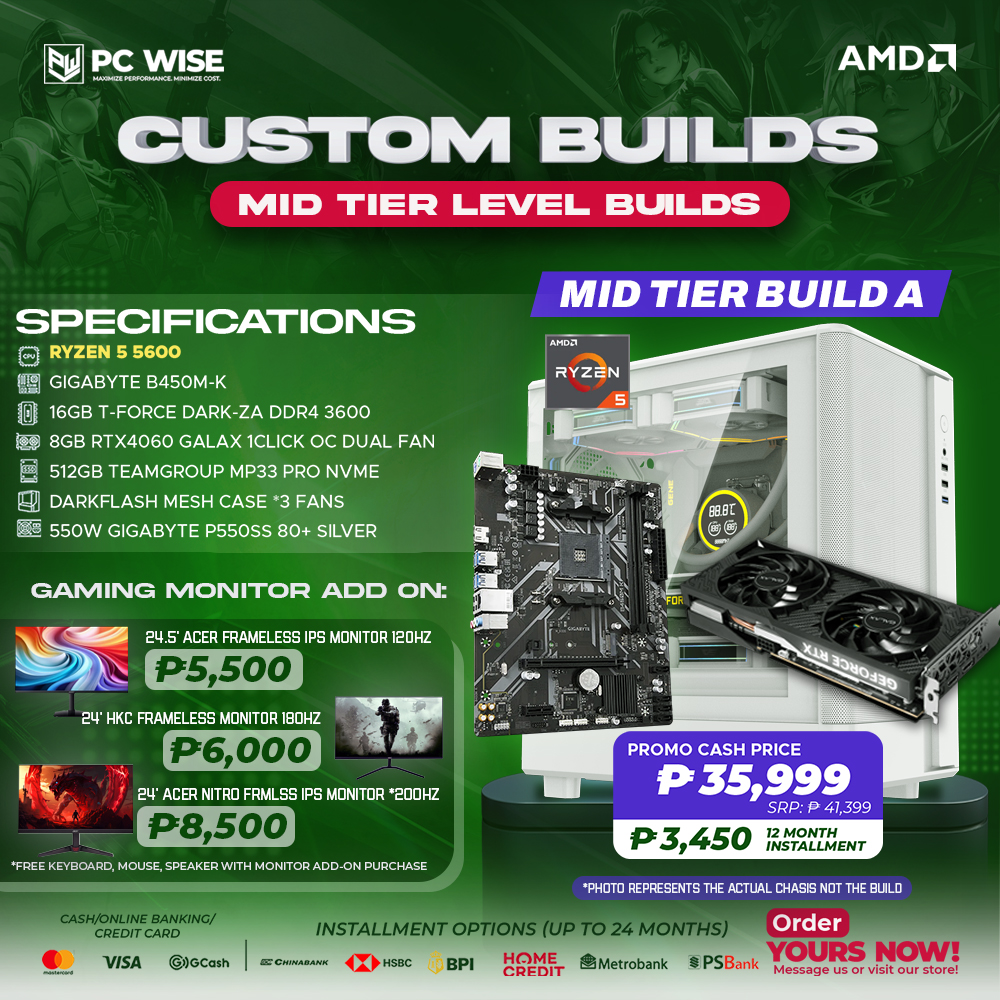 PC WISE
MAXIMIZE PERFORMANCE. MINIMIZE COST.
AMD
CUSTOM BUILDS
MID TIER LEVEL BUILDS
MID TIER BUILD A
SPECIFICATIONS
CPU
RYZEN 5 5600
GIGABYTE B450M-K
16GB T-FORCE DARK-ZA DDR4 3600
8GB RTX4060 GALAX 1CLICK OC DUAL FAN
SSD
512GB TEAMGROUP MP33 PRO NVME
DARKFLASH MESH CASE *3 FANS
550W GIGABYTE P550SS 80+ SILVER
AMD
RYZEN
5
88.8°C
GIGABYTE
GALAX
GEFORCE RTX
GAMING MONITOR ADD ON:
24.5' ACER FRAMELESS IPS MONITOR 120HZ
₱5,500
24' HKC FRAMELESS MONITOR 180HZ
₱6,000
24' ACER NITRO FRMLSS IPS MONITOR *200HZ
₱8,500
*FREE KEYBOARD, MOUSE, SPEAKER WITH MONITOR ADD-ON PURCHASE
PROMO CASH PRICE
₱ 35,999
SRP: ₱ 41,399
₱ 3,450 12 MONTH
INSTALLMENT
*PHOTO REPRESENTS THE ACTUAL CHASIS NOT THE BUILD
CASH/ONLINE BANKING/
CREDIT CARD
mastercard
VISA
GCash
INSTALLMENT OPTIONS (UP TO 24 MONTHS)
CHINABANK
HSBC
BPI
HOME
CREDIT
Metrobank
PSBank
Order
YOURS NOW!
Message us or visit our store!